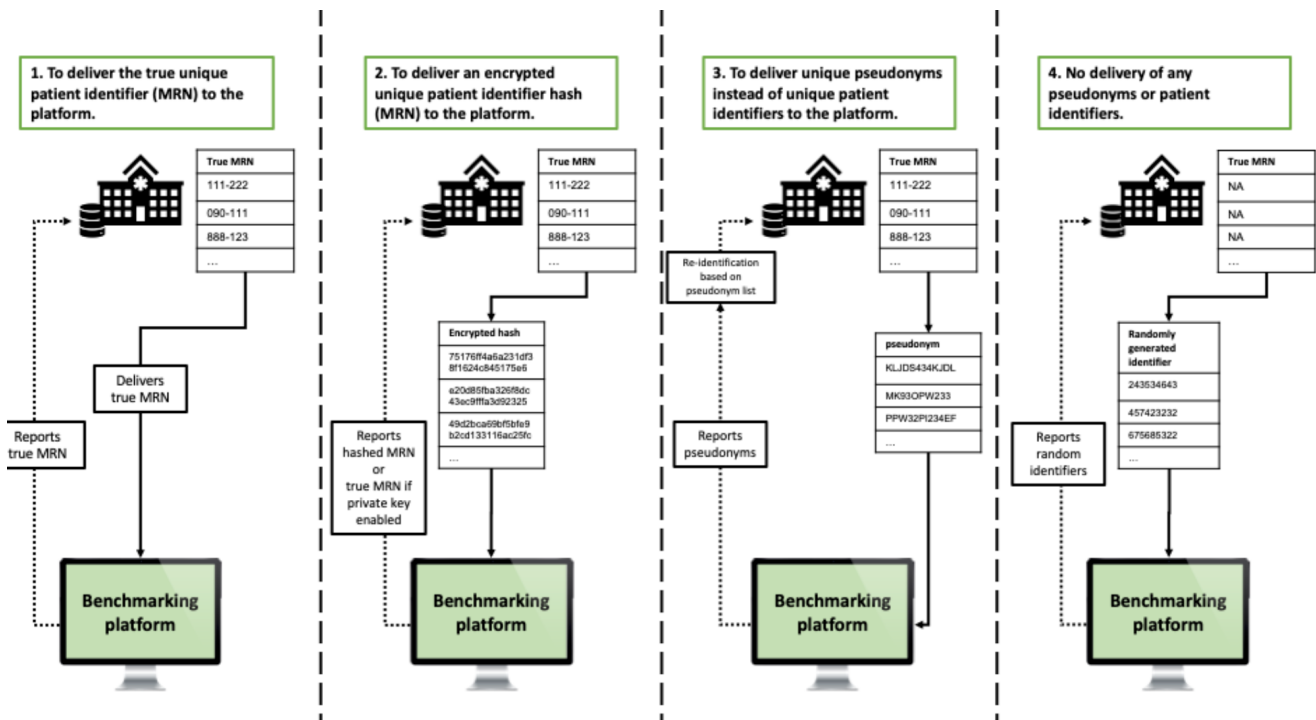 1. To deliver the true unique
patient identifier (MRN) to the
platform.
True MRN
111-222
090-111
888-123
...
Delivers
true MRN
Reports
true MRN
Benchmarking
platform
2. To deliver an encrypted
unique patient identifier hash
(MRN) to the platform.
True MRN
111-222
090-111
888-123
...
Encrypted hash
75176ff4a6a231df3
8f1624c845175e6
e20d85fba326f8dc
43ec9fffa3d92325
49d2bca69bf5bfe9
b2cd133116ac25fc
...
Reports
hashed MRN
or
true MRN if
private key
enabled
Benchmarking
platform
3. To deliver unique pseudonyms
instead of unique patient
identifiers to the platform.
True MRN
111-222
090-111
888-123
...
Re-identification
based on
pseudonym list
pseudonym
KLJDS434KJDL
MK93OPW233
PPW32PI234EF
...
Reports
pseudonyms
Benchmarking
platform
4. No delivery of any
pseudonyms or patient
identifiers.
True MRN
NA
NA
NA
...
Randomly
generated
identifier
243534643
457423232
675685322
...
Reports
random
identifiers
Benchmarking
platform